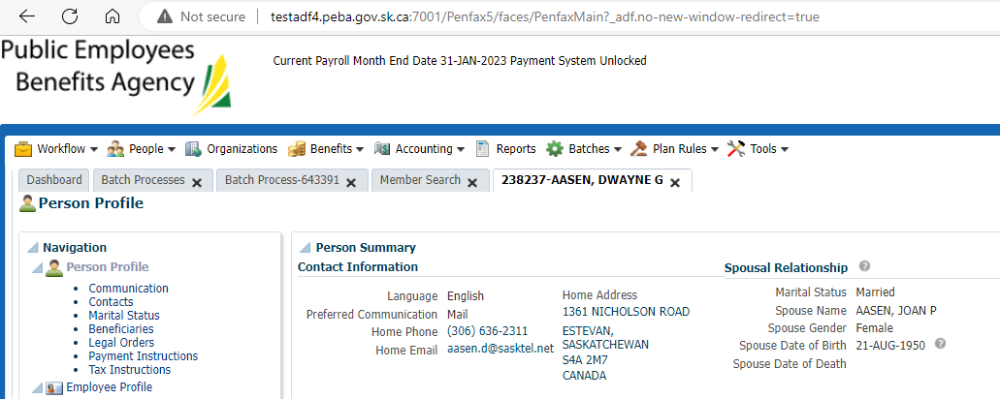 Not secure | testadf4.peba.gov.sk.ca:7001/Penfax5/faces/PenfaxMain?_adf.no-new-window-redirect=true
Public Employees
Benefits Agency
Current Payroll Month End Date 31-JAN-2023 Payment System Unlocked
Workflow People Organizations Benefits Accounting Reports Batches Plan Rules Tools
Dashboard Batch Processes Batch Process-643391 Member Search 238237-AASEN, DWAYNE G
Person Profile
Navigation
Person Profile
Communication
Contacts
Marital Status
Beneficiaries
Legal Orders
Payment Instructions
Tax Instructions
Employee Profile
Person Summary
Contact Information
Language English
Preferred Communication Mail
Home Phone (306) 636-2311
Home Email aasen.d@sasktel.net
Home Address
1361 NICHOLSON ROAD
ESTEVAN,
SASKATCHEWAN
S4A 2M7
CANADA
Spousal Relationship
Marital Status Married
Spouse Name AASEN, JOAN P
Spouse Gender Female
Spouse Date of Birth 21-AUG-1950
Spouse Date of Death